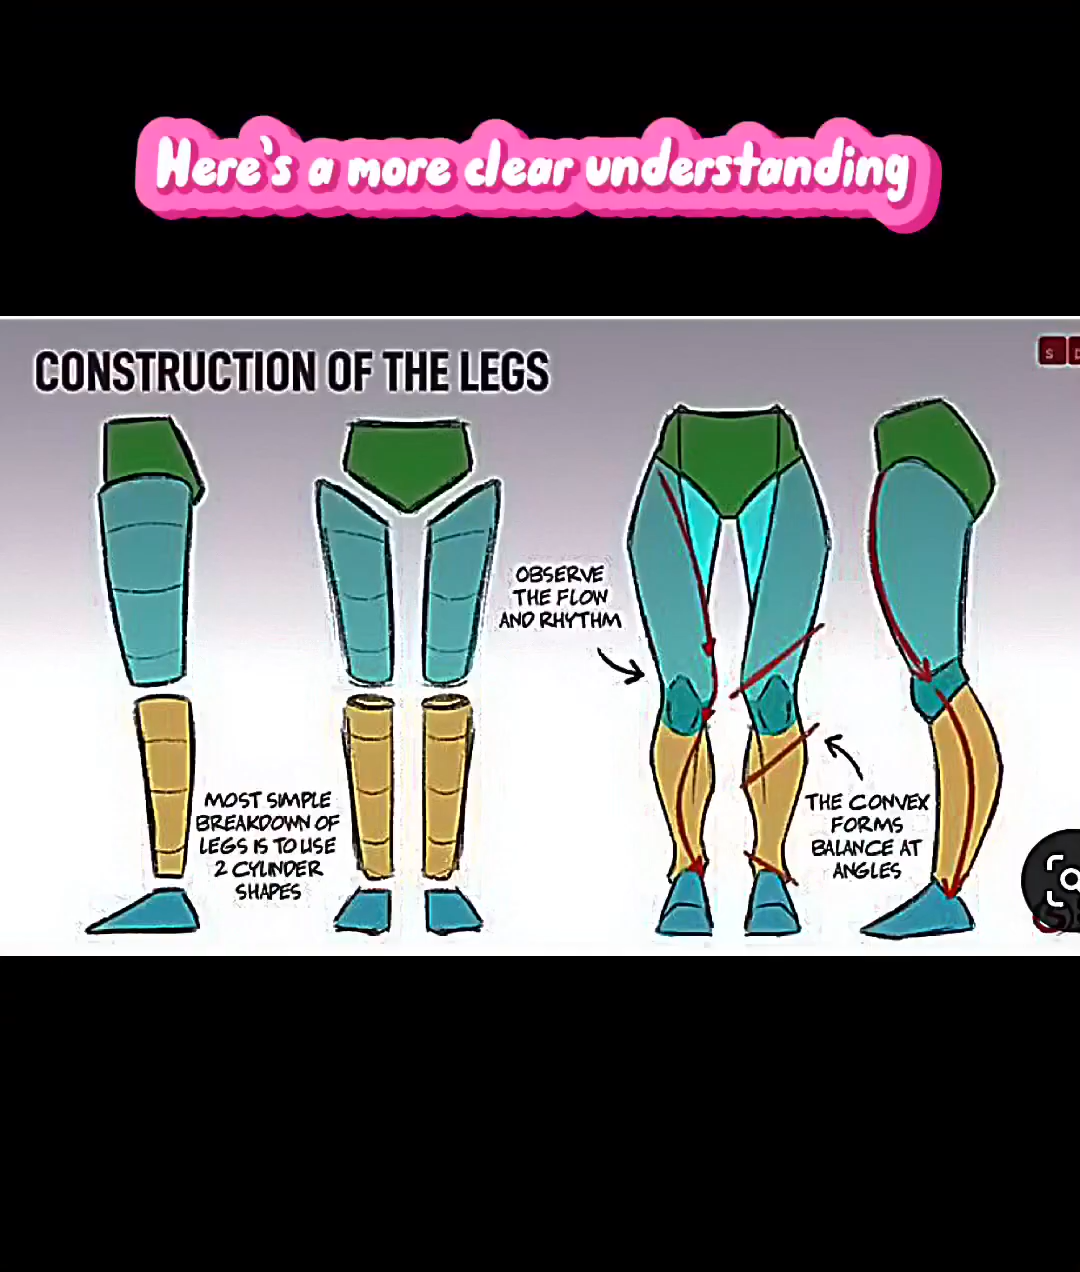 Here's a more clear understanding
CONSTRUCTION OF THE LEGS
S
OBSERVE
THE FLOW
AND RHYTHM
MOST SIMPLE
BREAKDOWN OF
LEGS IS TO USE
2 CYLINDER
SHAPES
THE CONVEX
FORMS
BALANCE AT
ANGLES